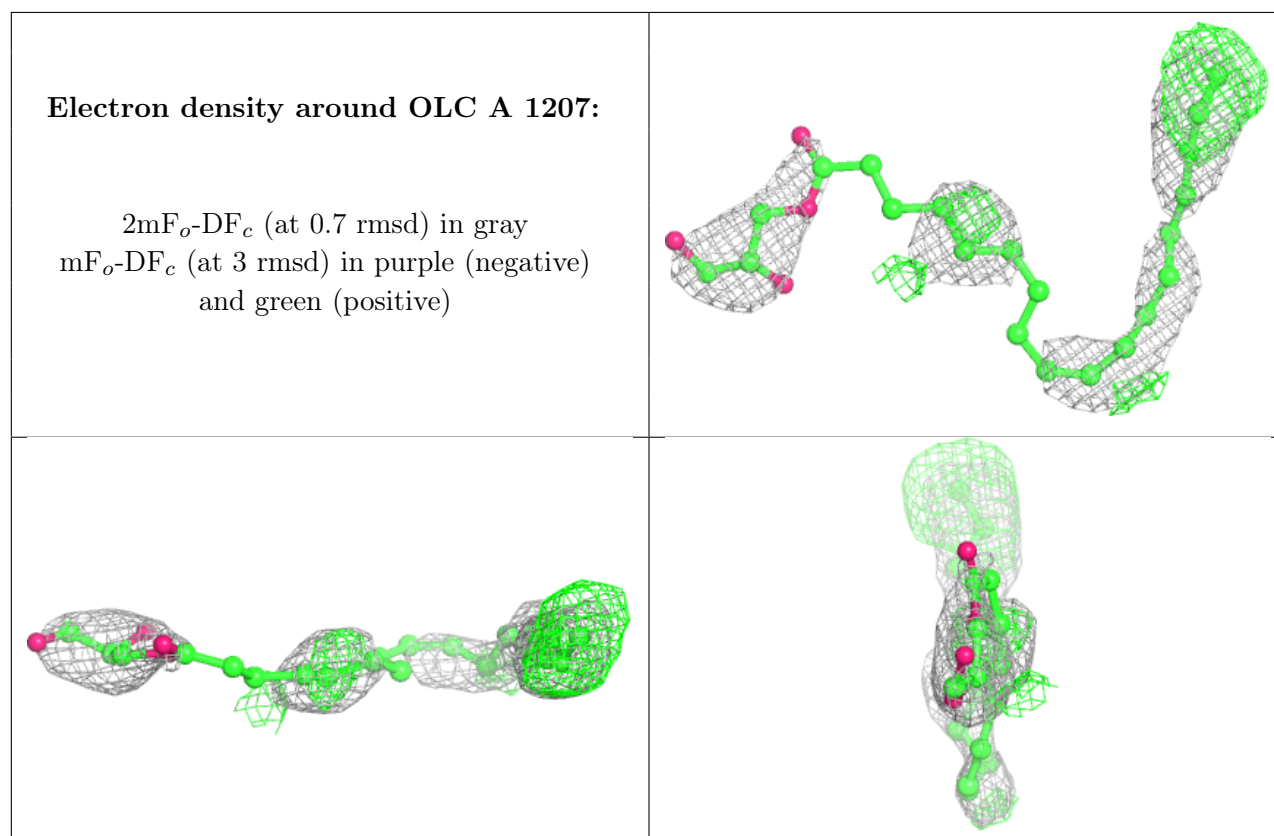 Electron density around OLC A 1207:
2mFo-DFc (at 0.7 rmsd) in gray
mFo-DFc (at 3 rmsd) in purple (negative)
and green (positive)